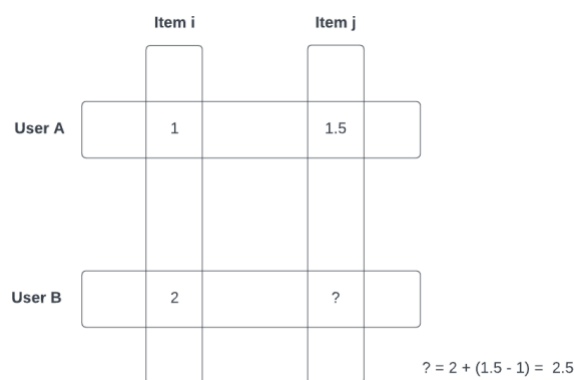 Item i Item j
User A 1 1.5
User B 2 ?
? = 2 + (1.5 - 1) = 2.5